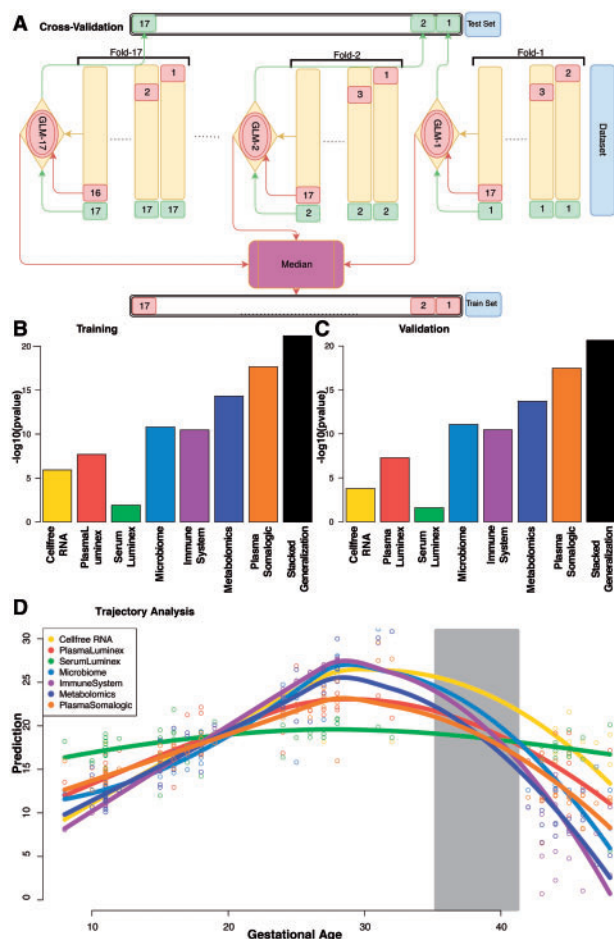 A
Cross-Validation
17
2
1
Test Set
Fold-17
Fold-2
Fold-1
1
2
1
3
2
3
GLM-17
GLM-2
GLM-1
Dataset
16
17
17
17
17
17
2
2
2
17
1
1
1
Median
17
2
1
Train Set
B
Training
-log10(pvalue)
20
15
10
5
0
Cellfree
RNA
PlasmaL
uminex
Serum
Luminex
Microbiome
Immune
System
Metabolomics
Plasma
Somalogic
Stacked
Generalization
C
Validation
-log10(pvalue)
20
15
10
5
0
Cellfree
RNA
Plasma
Luminex
Serum
Luminex
Microbiome
Immune
System
Metabolomics
Plasma
Somalogic
Stacked
Generalization
D
Trajectory Analysis
Cellfree RNA
PlasmaLuminex
SerumLuminex
Microbiome
ImmuneSystem
Metabolomics
PlasmaSomalogic
Prediction
30
25
20
15
10
5
0
10
20
30
40
Gestational Age